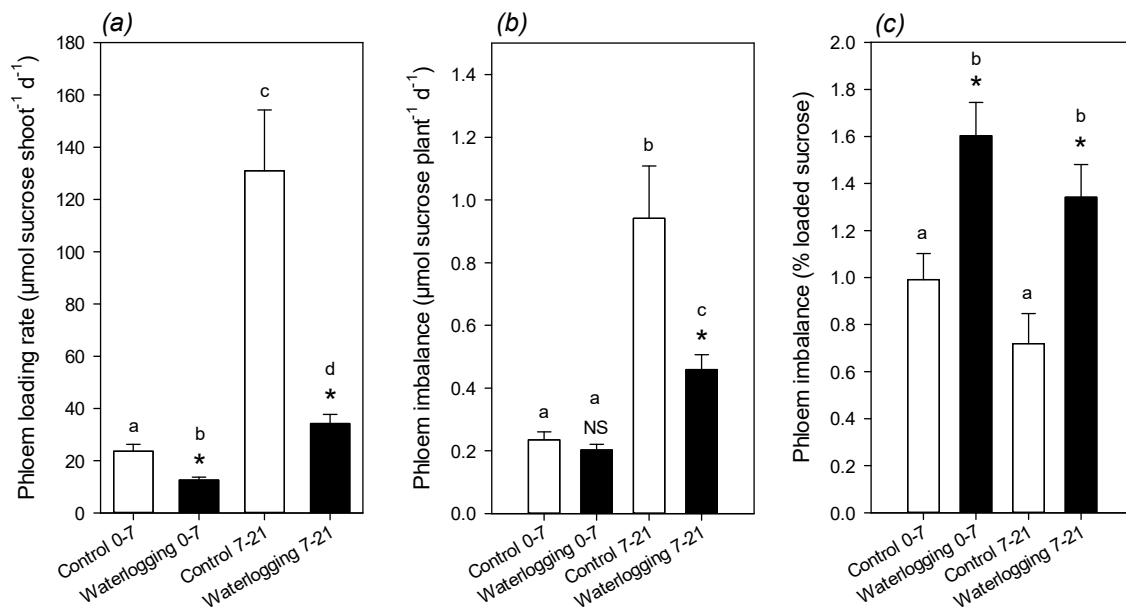 (a)
Phloem loading rate (µmol sucrose shoot⁻¹ d⁻¹)
180
160
140
120
100
80
60
40
20
0
a
b
*
c
d
*
Control 0-7
Waterlogging 0-7
Control 7-21
Waterlogging 7-21
(b)
Phloem imbalance (µmol sucrose plant⁻¹ d⁻¹)
1.4
1.2
1.0
0.8
0.6
0.4
0.2
0.0
a
a
NS
b
c
*
Control 0-7
Waterlogging 0-7
Control 7-21
Waterlogging 7-21
(c)
Phloem imbalance (% loaded sucrose)
2.0
1.8
1.6
1.4
1.2
1.0
0.8
0.6
0.4
0.2
0.0
a
b
*
a
b
*
Control 0-7
Waterlogging 0-7
Control 7-21
Waterlogging 7-21